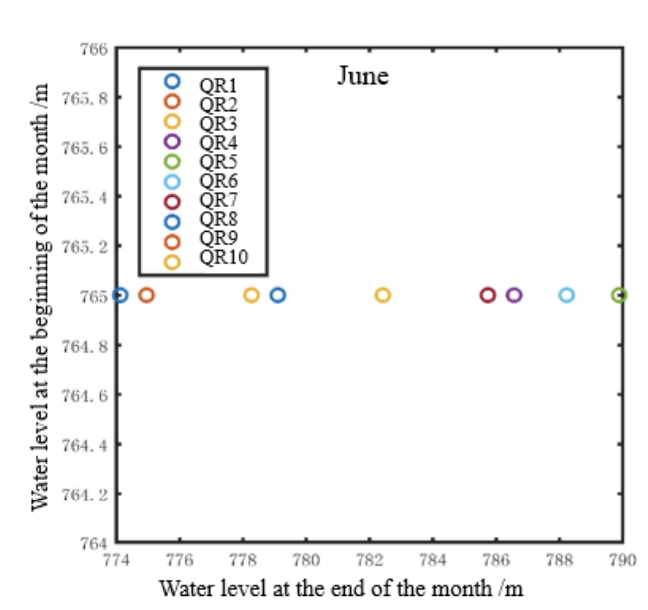 June
QR1
QR2
QR3
QR4
QR5
QR6
QR7
QR8
QR9
QR10
766
765.8
765.6
765.4
765.2
765
764.8
764.6
764.4
764.2
764
Water level at the beginning of the month /m
774 776 778 780 782 784 786 788 790
Water level at the end of the month /m